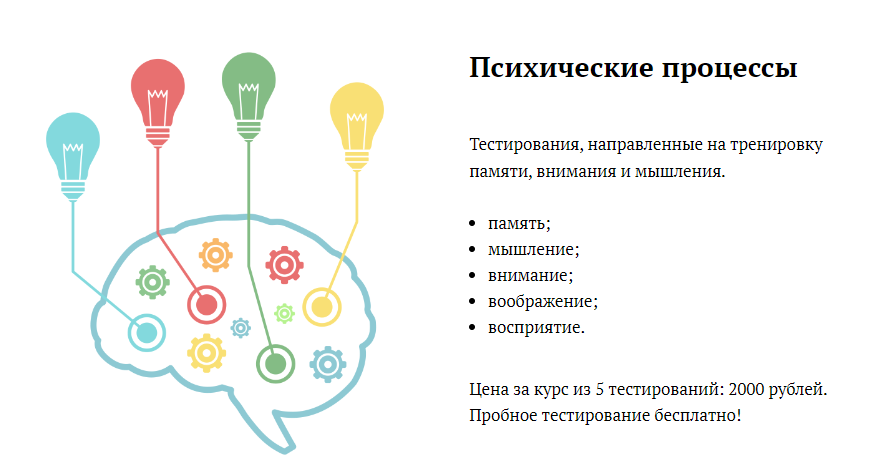 Психические процессы
Тестирования, направленные на тренировку
памяти, внимания и мышления.
• память;
• мышление;
• внимание;
• воображение;
• восприятие.
Цена за курс из 5 тестирований: 2000 рублей.
Пробное тестирование бесплатно!